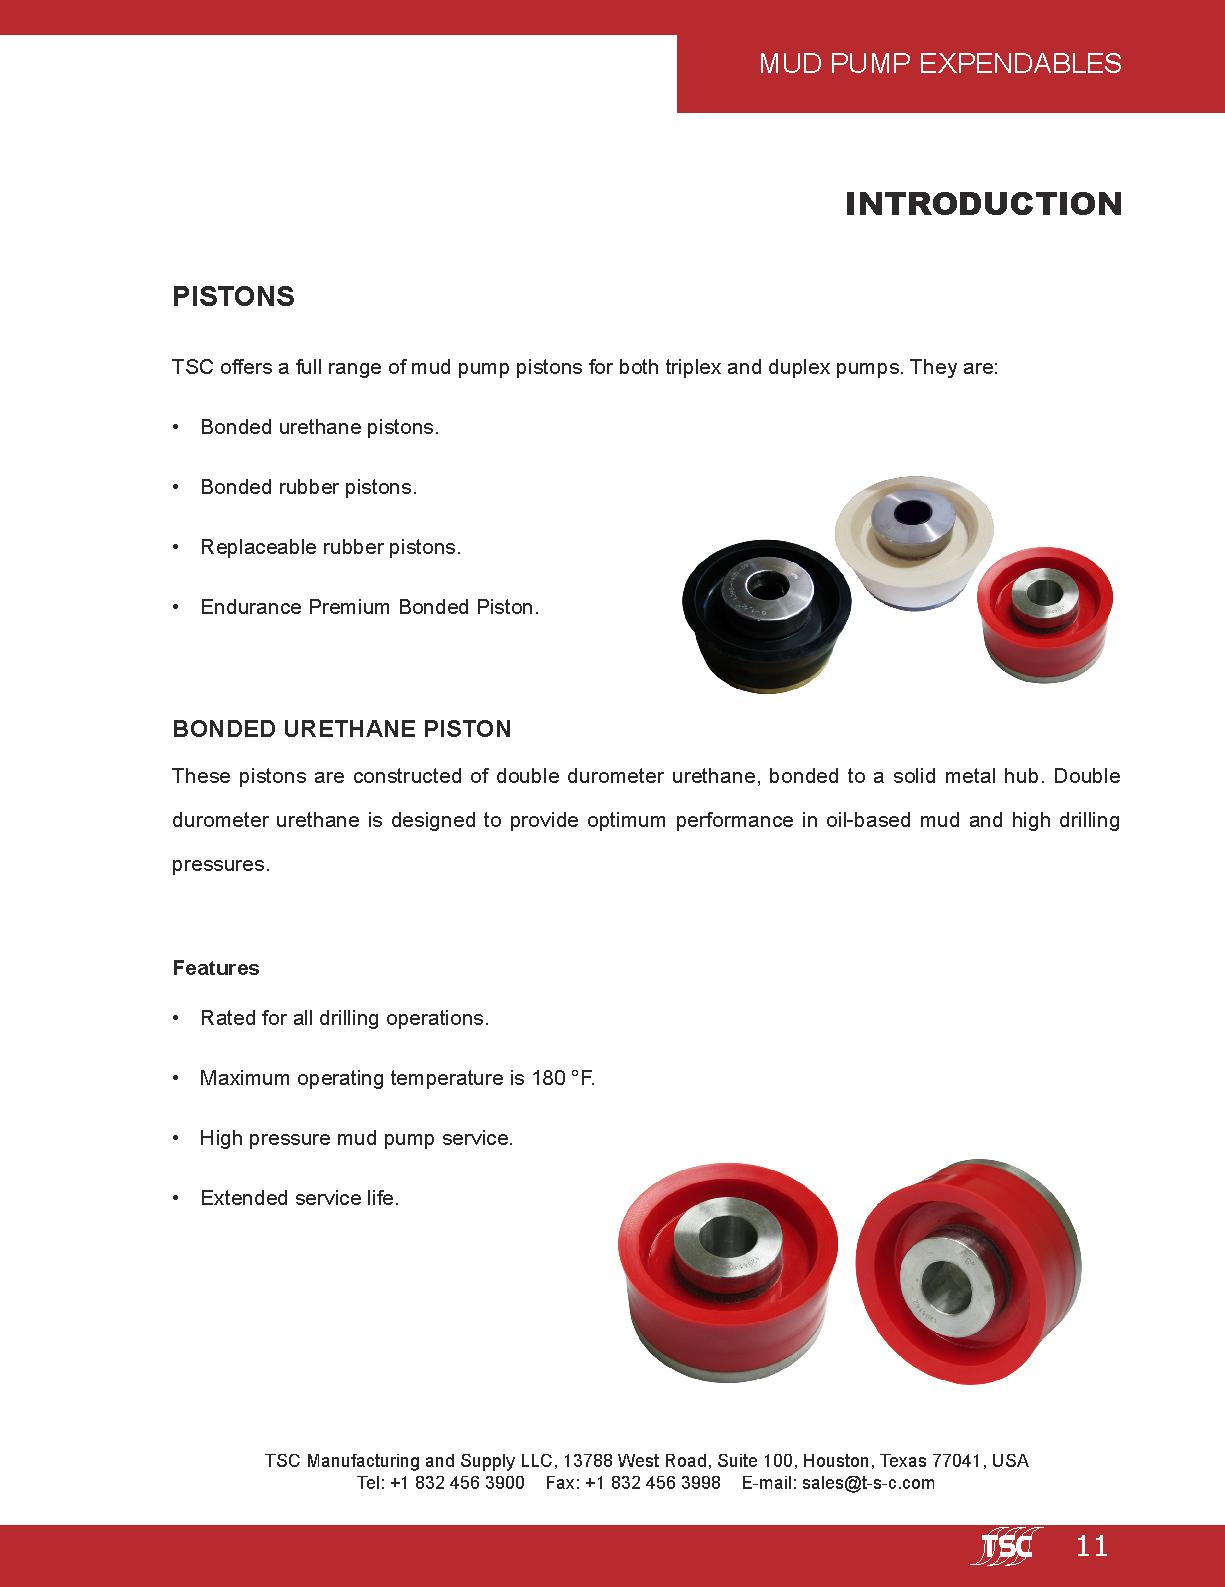 MUD PUMP EXPENDABLES
INTRODUCTION
PISTONS
TSC offers a full range of mud pump pistons for both triplex and duplex pumps. They are:
• Bonded urethane pistons.
• Bonded rubber pistons.
• Replaceable rubber pistons.
• Endurance Premium Bonded Piston.
BONDED URETHANE PISTON
These pistons are constructed of double durometer urethane, bonded to a solid metal hub. Double
durometer urethane is designed to provide optimum performance in oil-based mud and high drilling
pressures.
Features
• Rated for all drilling operations.
• Maximum operating temperature is 180 °F.
• High pressure mud pump service.
• Extended service life.
TSC Manufacturing and Supply LLC, 13788 West Road, Suite 100, Houston, Texas 77041, USA
Tel: +1 832 456 3900 Fax: +1 832 456 3998 E-mail: sales@t-s-c.com
TSC 11